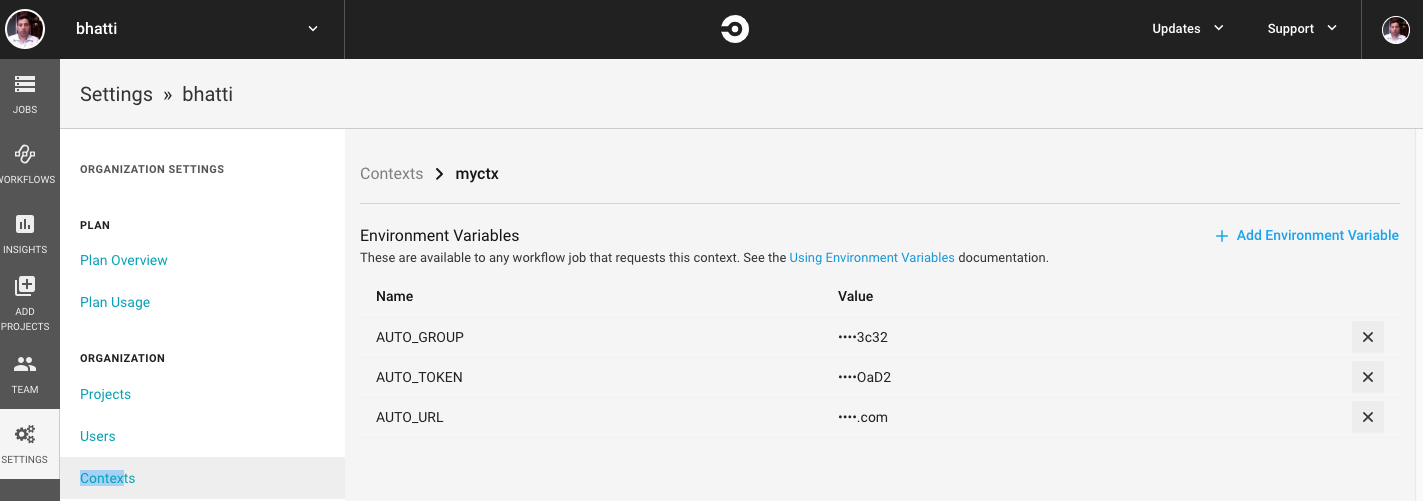 bhatti
Updates
Support
JOBS
WORKFLOWS
INSIGHTS
ADD
PROJECTS
TEAM
SETTINGS
Settings » bhatti
ORGANIZATION SETTINGS
PLAN
Plan Overview
Plan Usage
ORGANIZATION
Projects
Users
Contexts
Contexts > myctx
Environment Variables
+ Add Environment Variable
These are available to any workflow job that requests this context. See the Using Environment Variables documentation.
Name Value
AUTO_GROUP ••••3c32
AUTO_TOKEN ••••OaD2
AUTO_URL ••••.com